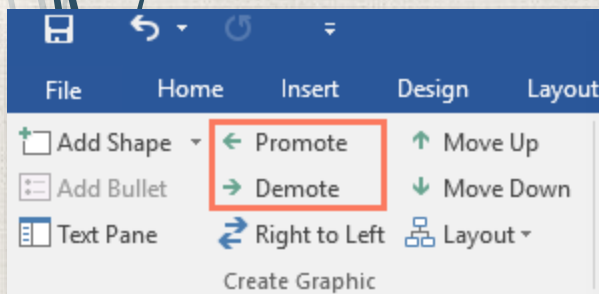 File Home Insert Design Layout
Add Shape Promote Move Up
Add Bullet Demote Move Down
Text Pane Right to Left Layout
Create Graphic